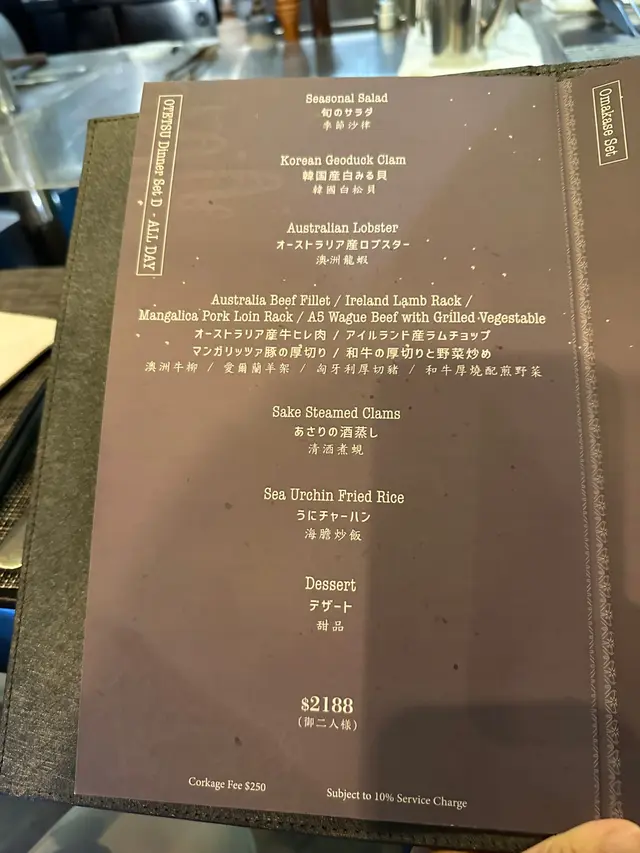 OTETSU Dinner Set D - ALL DAY
Seasonal Salad
旬のサラダ
季節沙律
Korean Geoduck Clam
韓国産白みる貝
韓國白松貝
Australian Lobster
オーストラリア産ロブスター
澳洲龍蝦
Australia Beef Fillet / Ireland Lamb Rack /
Mangalica Pork Loin Rack / A5 Wague Beef with Grilled Vegestable
オーストラリア産牛ヒレ肉 / アイルランド産ラムチョップ
マンガリッツァ豚の厚切り / 和牛の厚切りと野菜炒め
澳洲牛柳 / 愛爾蘭羊架 / 匈牙利厚切豬 / 和牛厚燒配煎野菜
Sake Steamed Clams
あさりの酒蒸し
清酒煮蜆
Sea Urchin Fried Rice
うにチャーハン
海膽炒飯
Dessert
デザート
甜品
$2188
(御二人様)
Corkage Fee $250
Subject to 10% Service Charge
Omakase Set